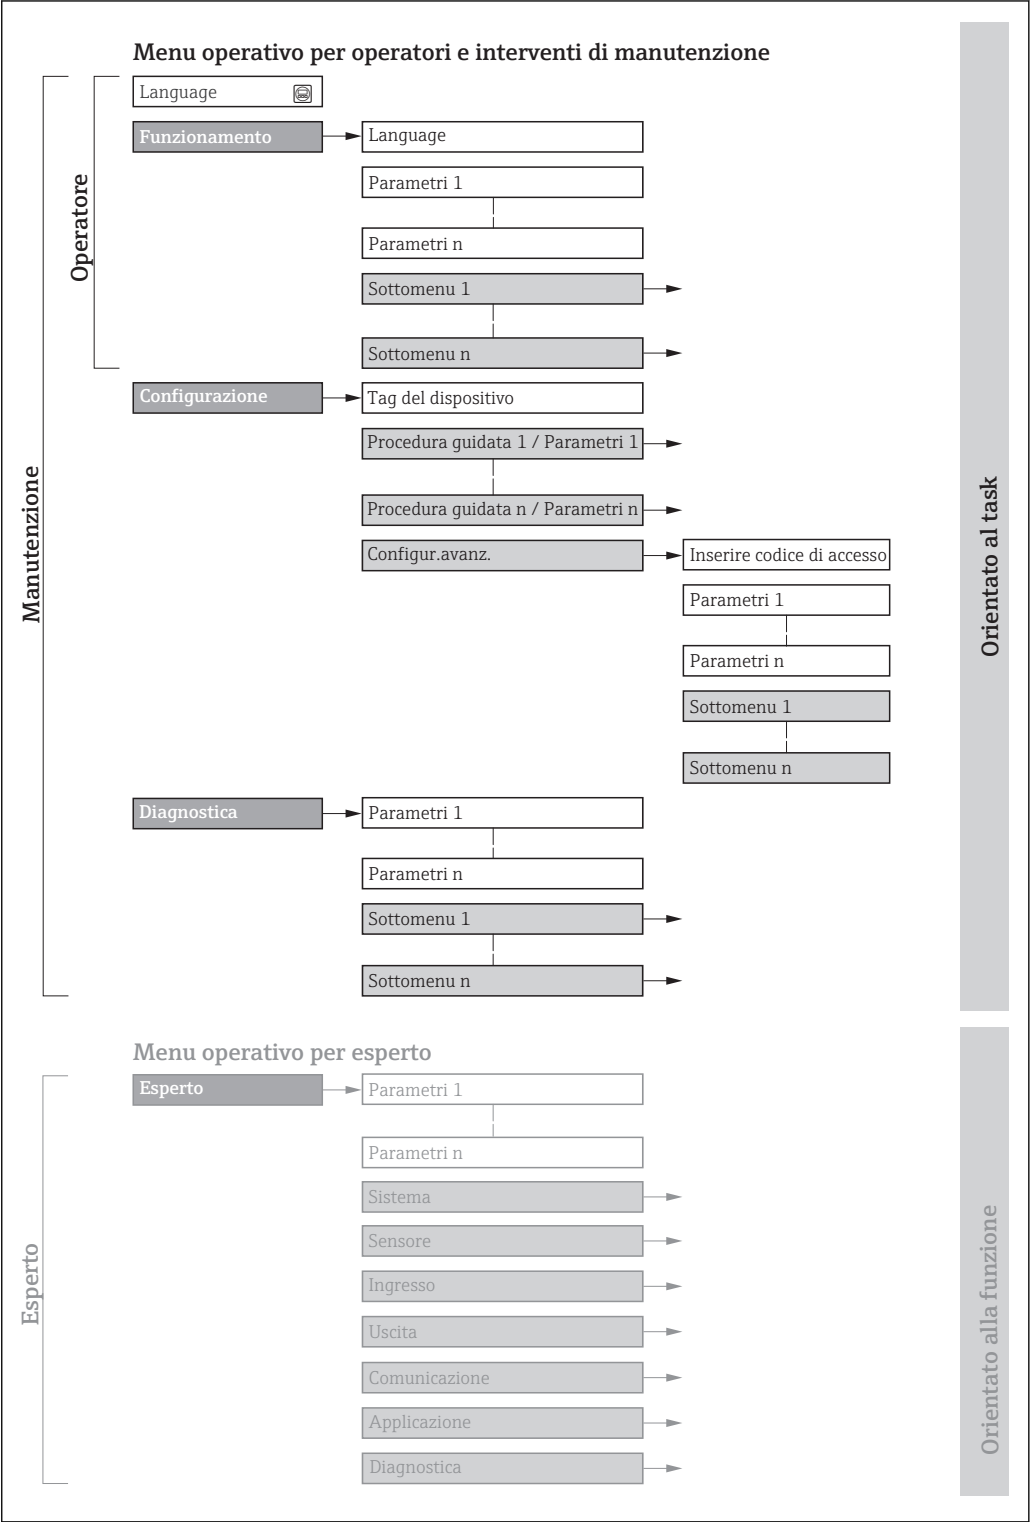 Menu operativo per operatori e interventi di manutenzione
Manutenzione
Operatore
Language
Funzionamento
Language
Parametri 1
Parametri n
Sottomenu 1
Sottomenu n
Configurazione
Tag del dispositivo
Procedura guidata 1 / Parametri 1
Procedura guidata n / Parametri n
Configur.avanz.
Inserire codice di accesso
Parametri 1
Parametri n
Sottomenu 1
Sottomenu n
Diagnostica
Parametri 1
Parametri n
Sottomenu 1
Sottomenu n
Orientato al task
Menu operativo per esperto
Esperto
Esperto
Parametri 1
Parametri n
Sistema
Sensore
Ingresso
Uscita
Comunicazione
Applicazione
Diagnostica
Orientato alla funzione